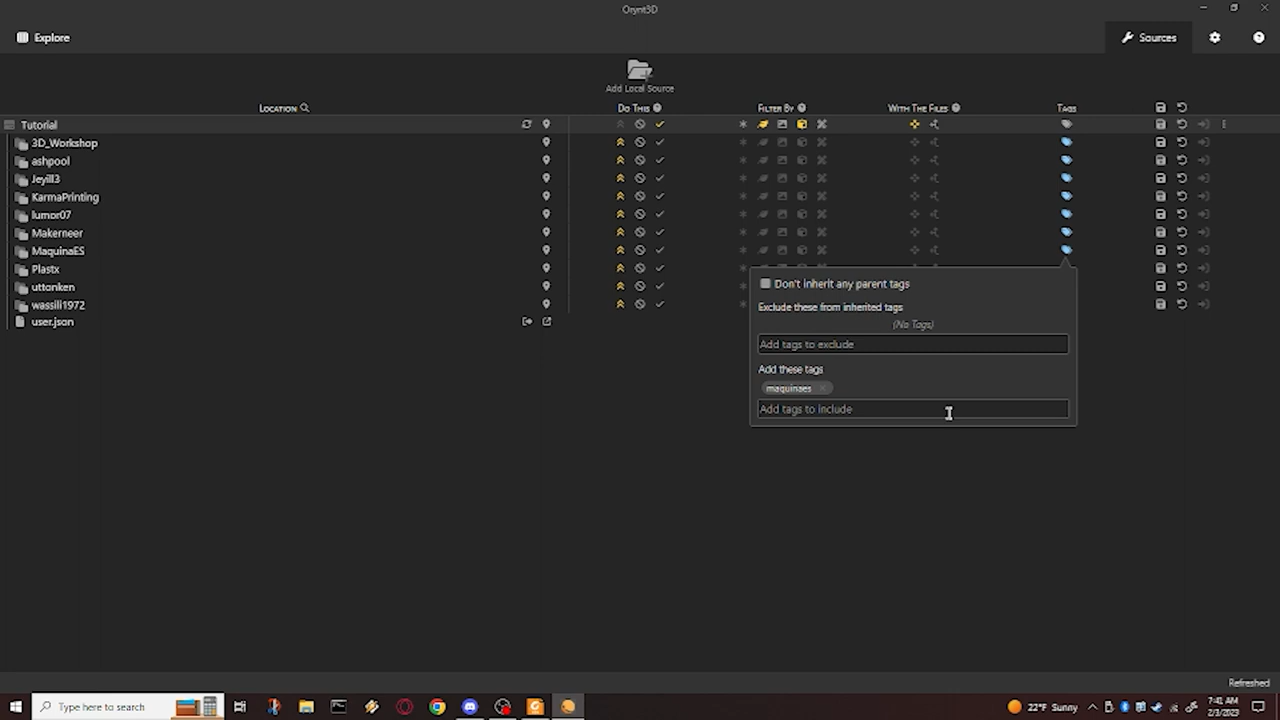 Orynt3D
Explore
Sources
Add Local Source
Location
Do This
Filter By
With The Files
Tags
Tutorial
3D_Workshop
ashpool
Jeyill3
KarmaPrinting
lumor07
Makerneer
MaquinaES
Plastx
uttonken
wassili1972
user.json
Don't inherit any parent tags
Exclude these from inherited tags
(No Tags)
Add tags to exclude
Add these tags
maquinaes
Add tags to include
Refreshed
Type here to search
22°F Sunny
7:41 AM
2/3/2023